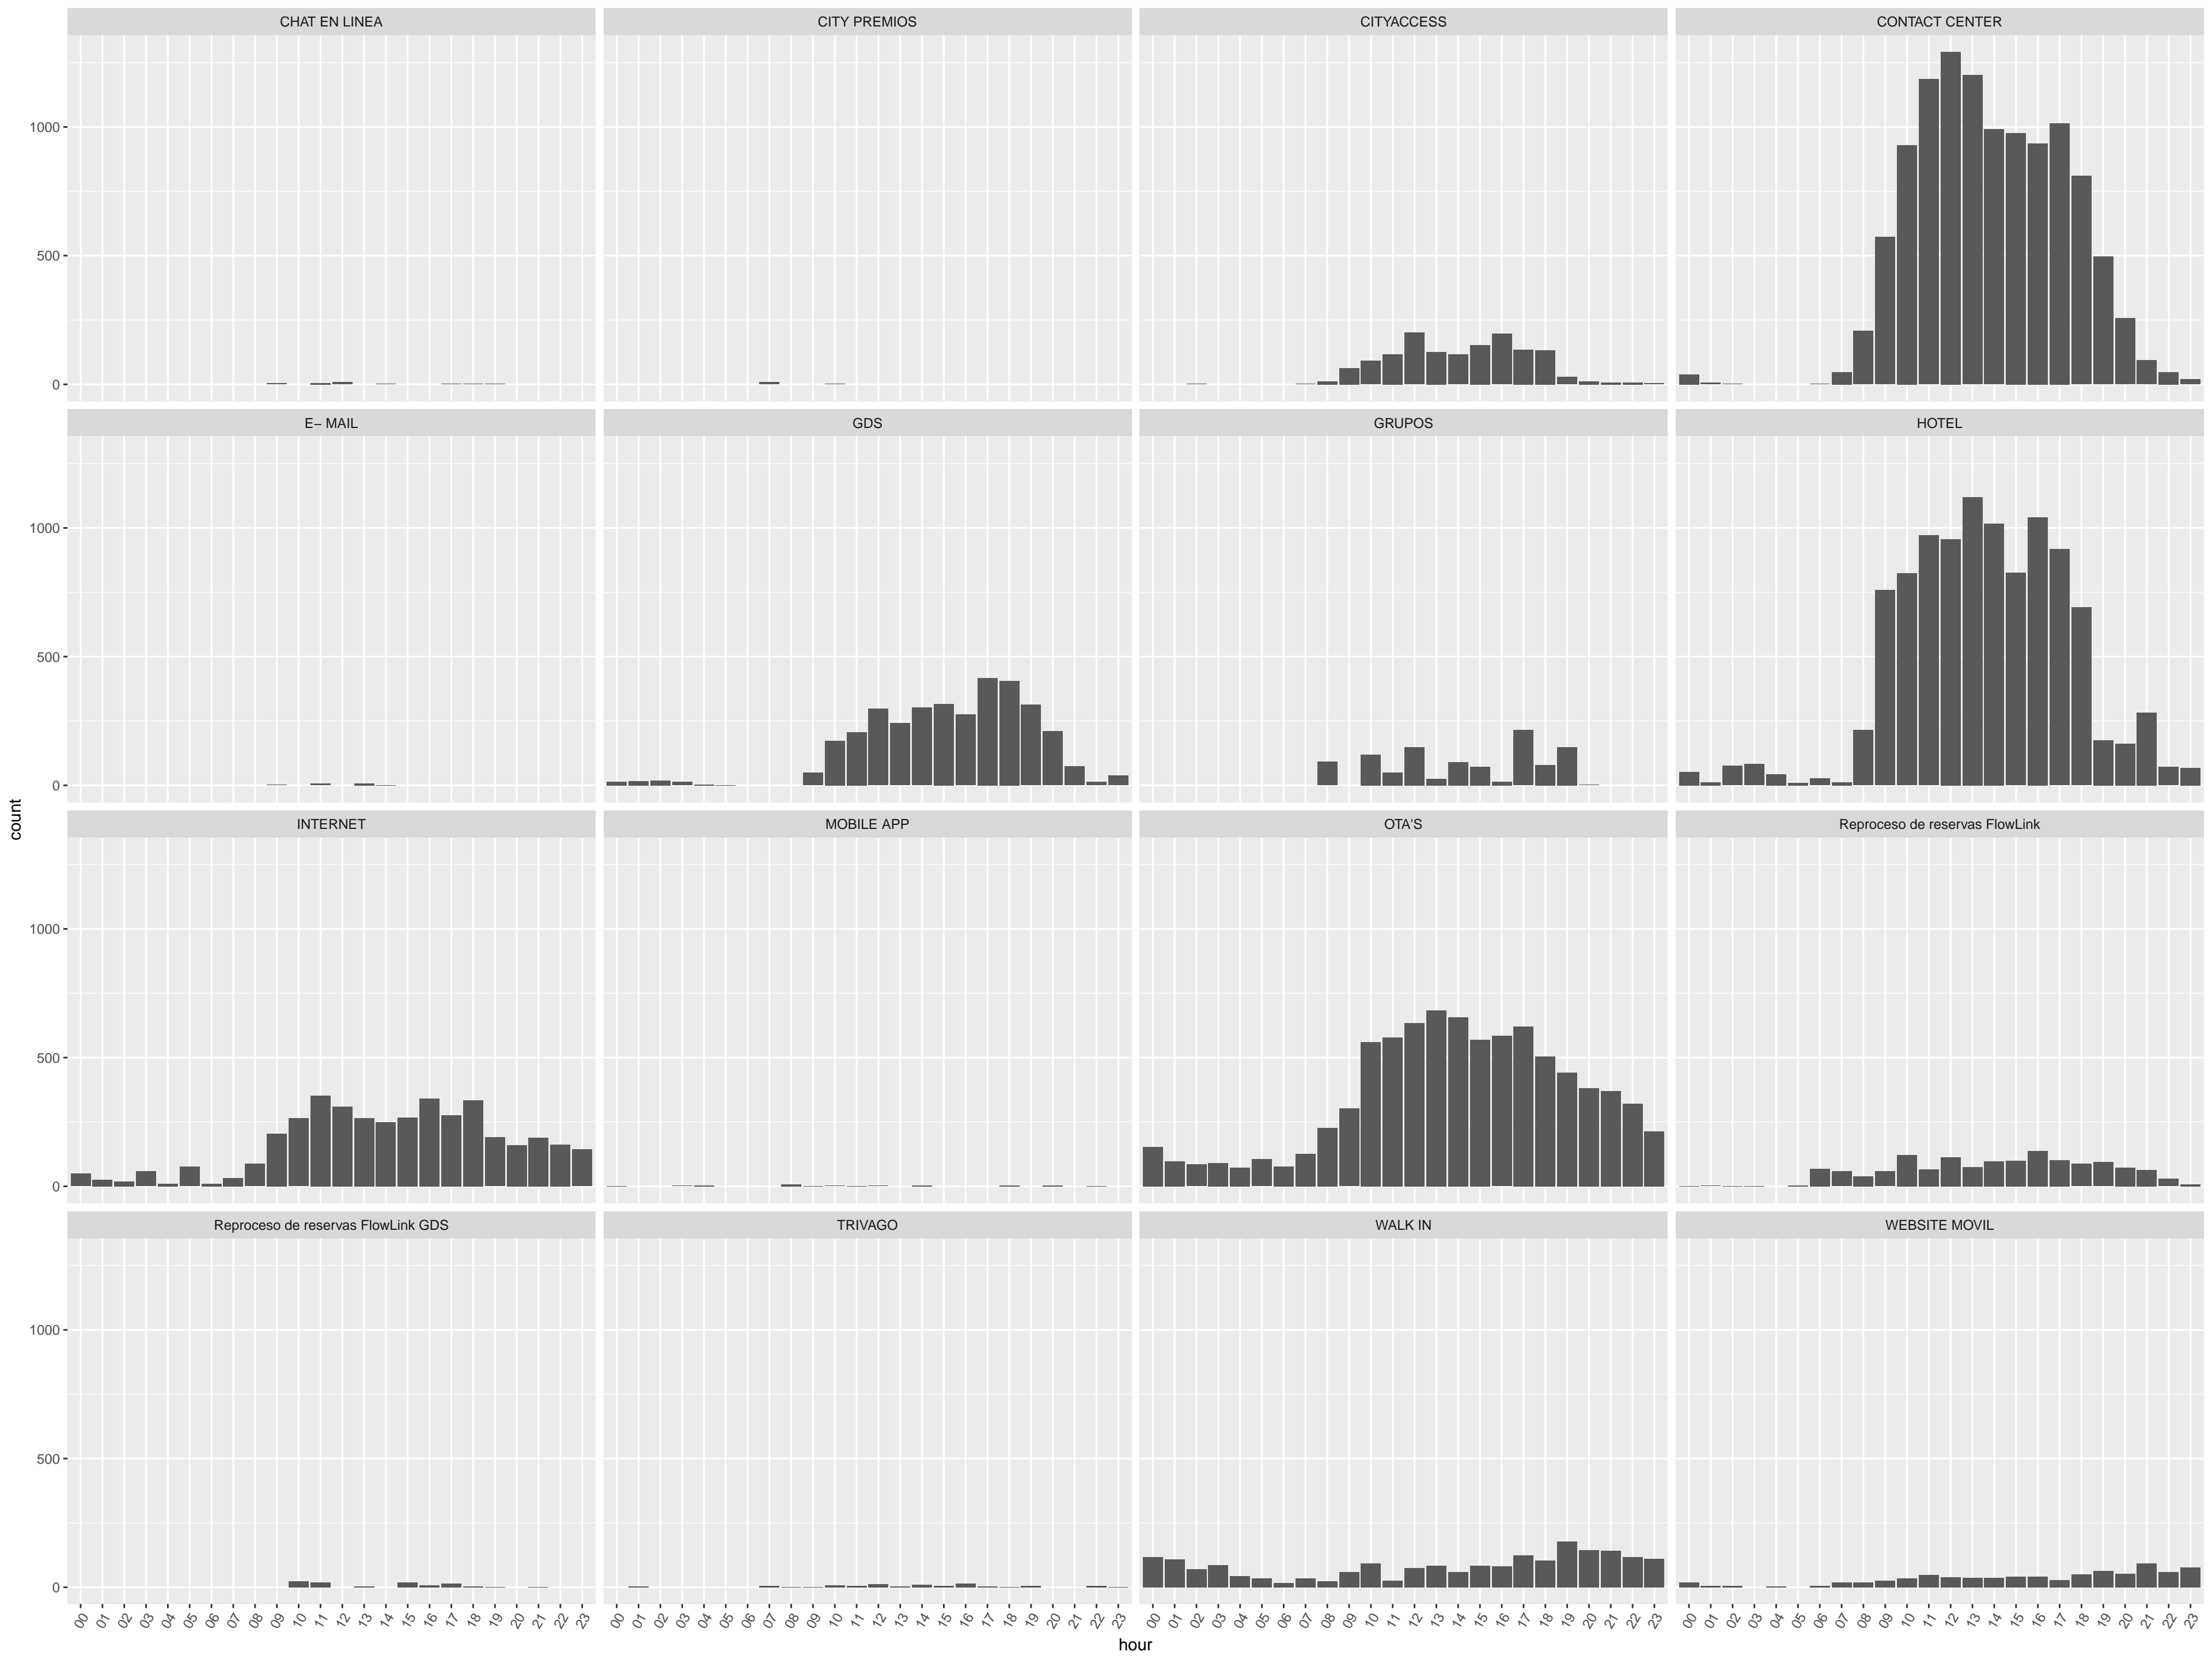 CHAT EN LINEA
CITY PREMIOS
CITYACCESS
CONTACT CENTER
1000
500
0
E− MAIL
GDS
GRUPOS
HOTEL
1000
500
0
count
INTERNET
MOBILE APP
OTA'S
Reproceso de reservas FlowLink
1000
500
0
Reproceso de reservas FlowLink GDS
TRIVAGO
WALK IN
WEBSITE MOVIL
1000
500
0
00 01 02 03 04 05 06 07 08 09 10 11 12 13 14 15 16 17 18 19 20 21 22 23
00 01 02 03 04 05 06 07 08 09 10 11 12 13 14 15 16 17 18 19 20 21 22 23
00 01 02 03 04 05 06 07 08 09 10 11 12 13 14 15 16 17 18 19 20 21 22 23
00 01 02 03 04 05 06 07 08 09 10 11 12 13 14 15 16 17 18 19 20 21 22 23
hour